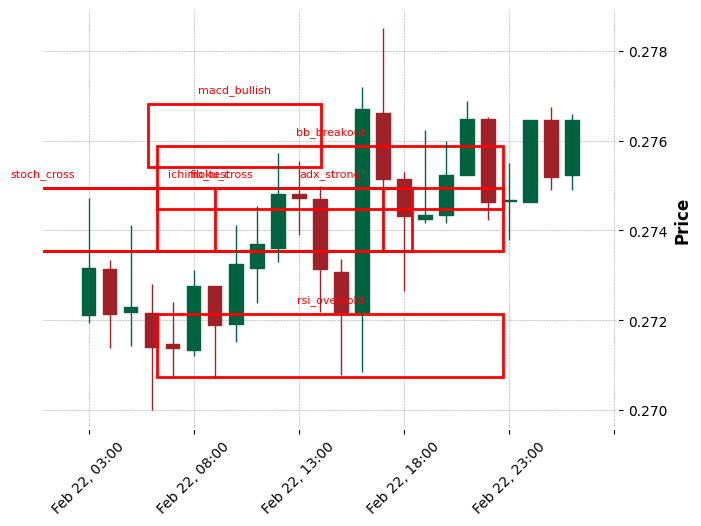 0.278
macd_bullish
bb_breakout
0.276
stoch_cross
adx_strong
0.274
Price
rsi_oversold
0.272
0.270
Feb 22, 03:00
Feb 22, 08:00
Feb 22, 13:00
Feb 22, 18:00
Feb 22, 23:00